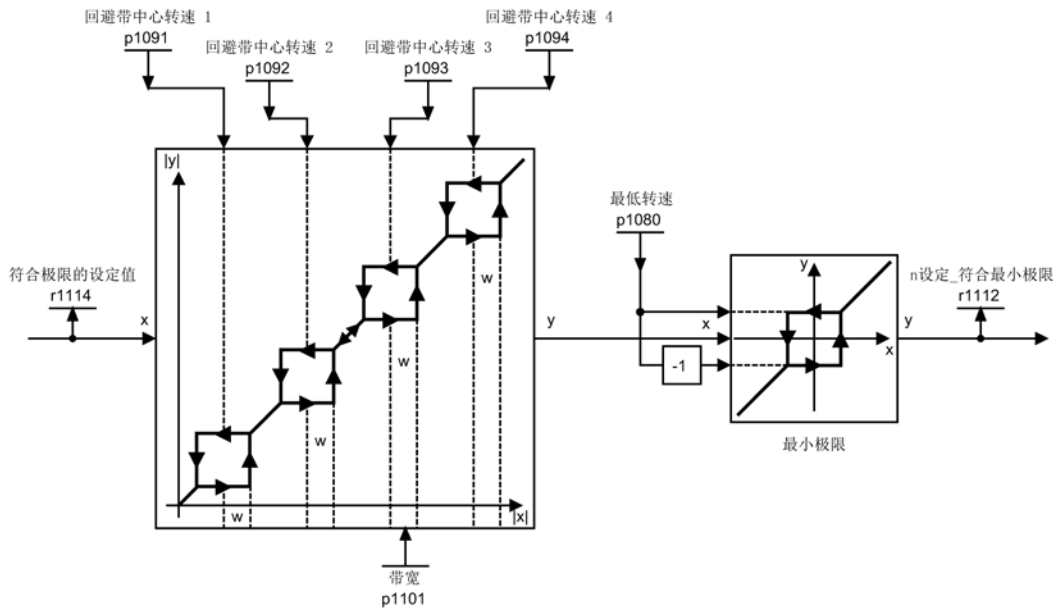 回避带中心转速 1
p1091
回避带中心转速 2
p1092
回避带中心转速 3
p1093
回避带中心转速 4
p1094
|y|
w
w
w
w
|x|
符合极限的设定值
r1114
x
y
带宽
p1101
最低转速
p1080
x
-1
y
x
最小极限
n设定_符合最小极限
r1112
y